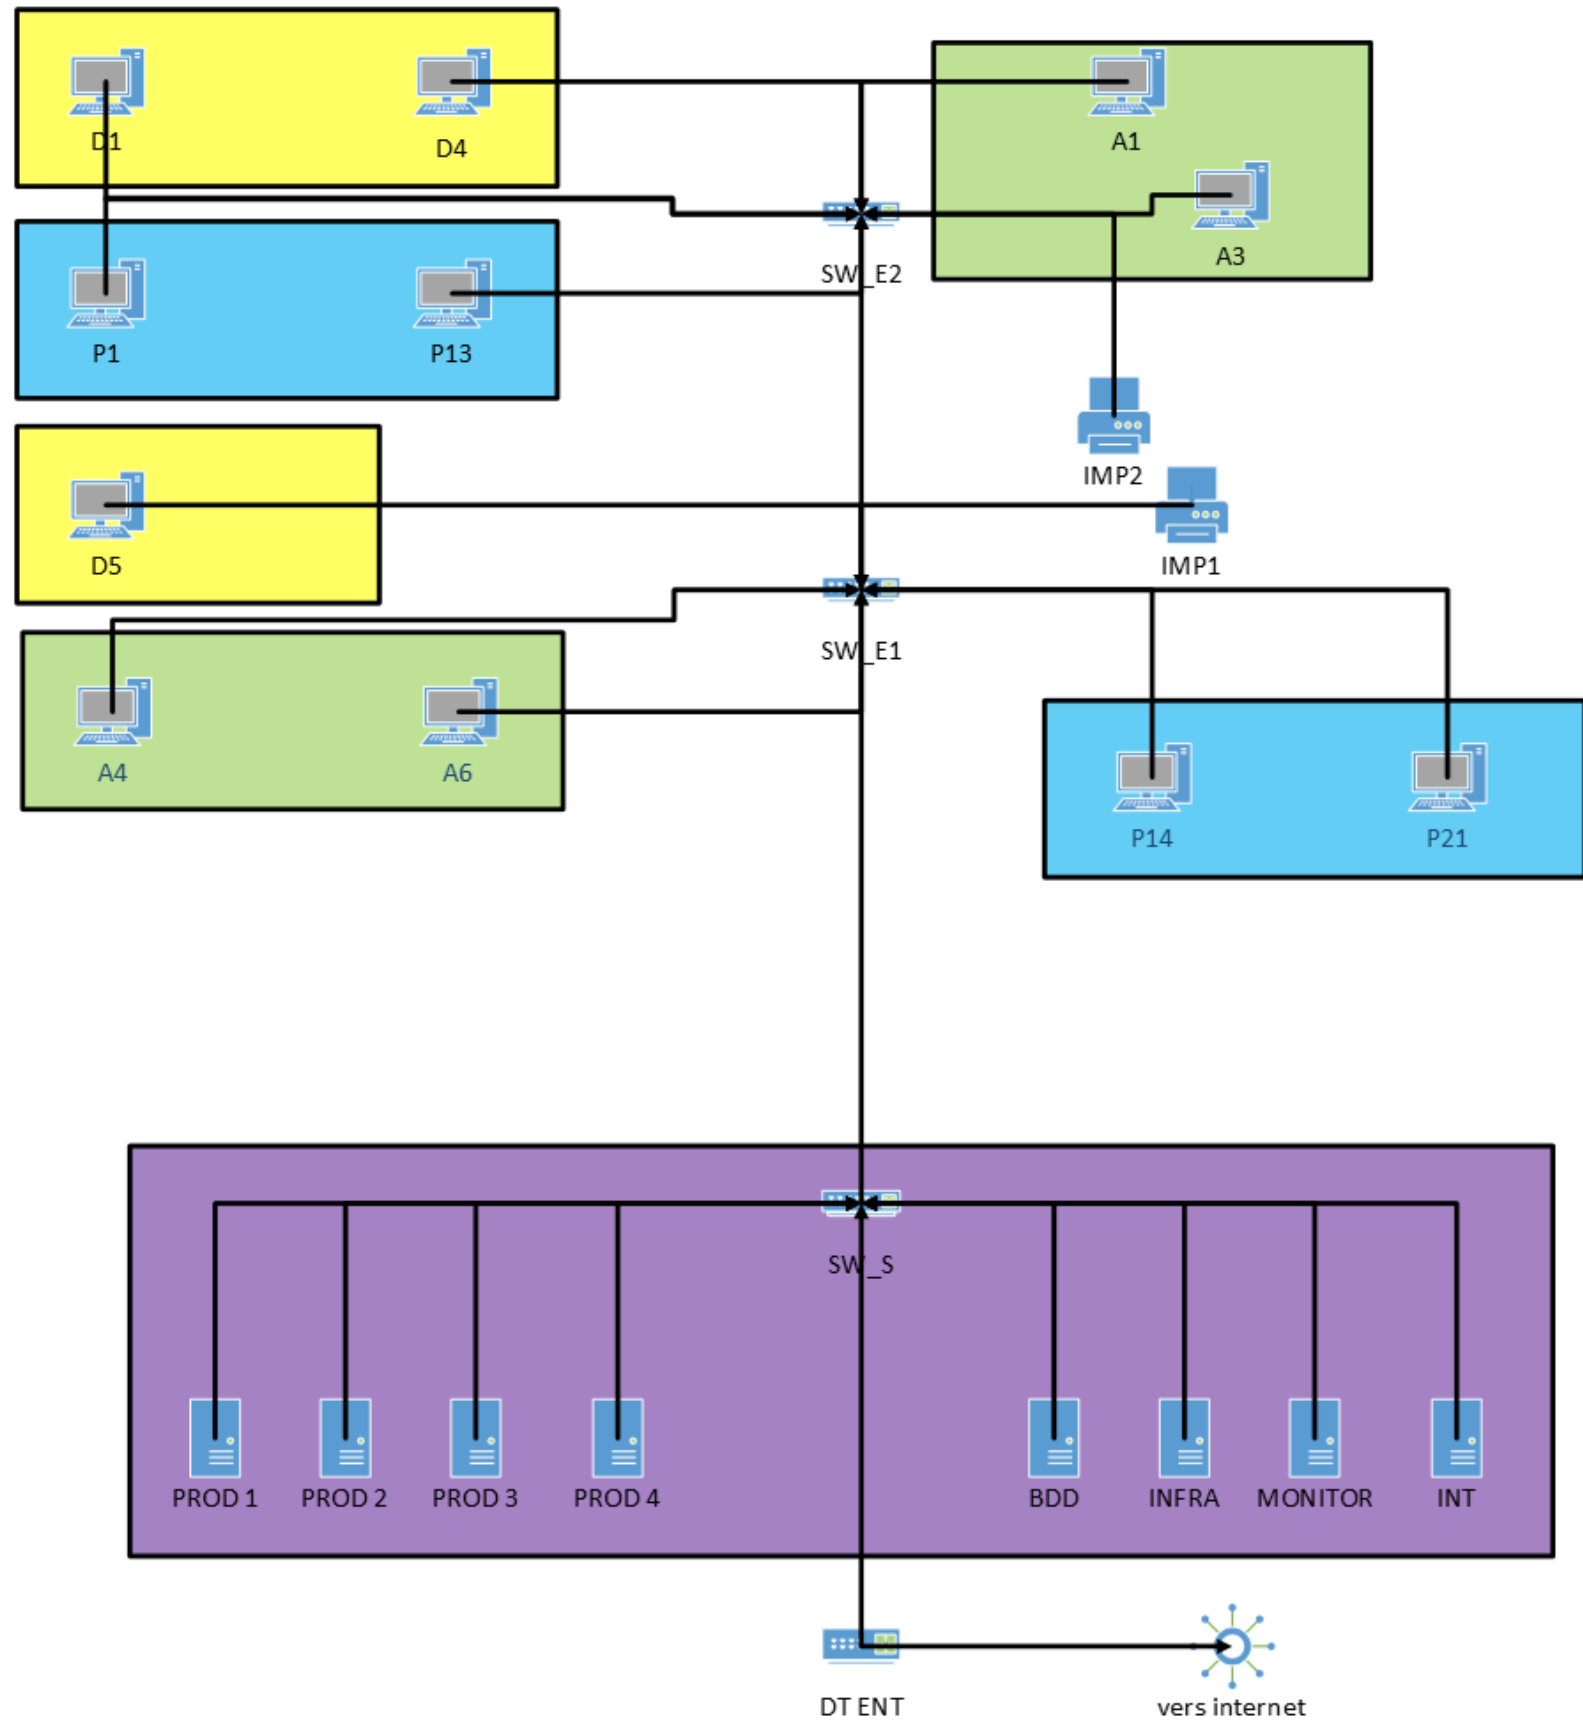 D1
D4
A1
A3
SW_E2
P1
P13
IMP2
D5
IMP1
SW_E1
A4
A6
P14
P21
SW_S
PROD 1
PROD 2
PROD 3
PROD 4
BDD
INFRA
MONITOR
INT
DT ENT
vers internet